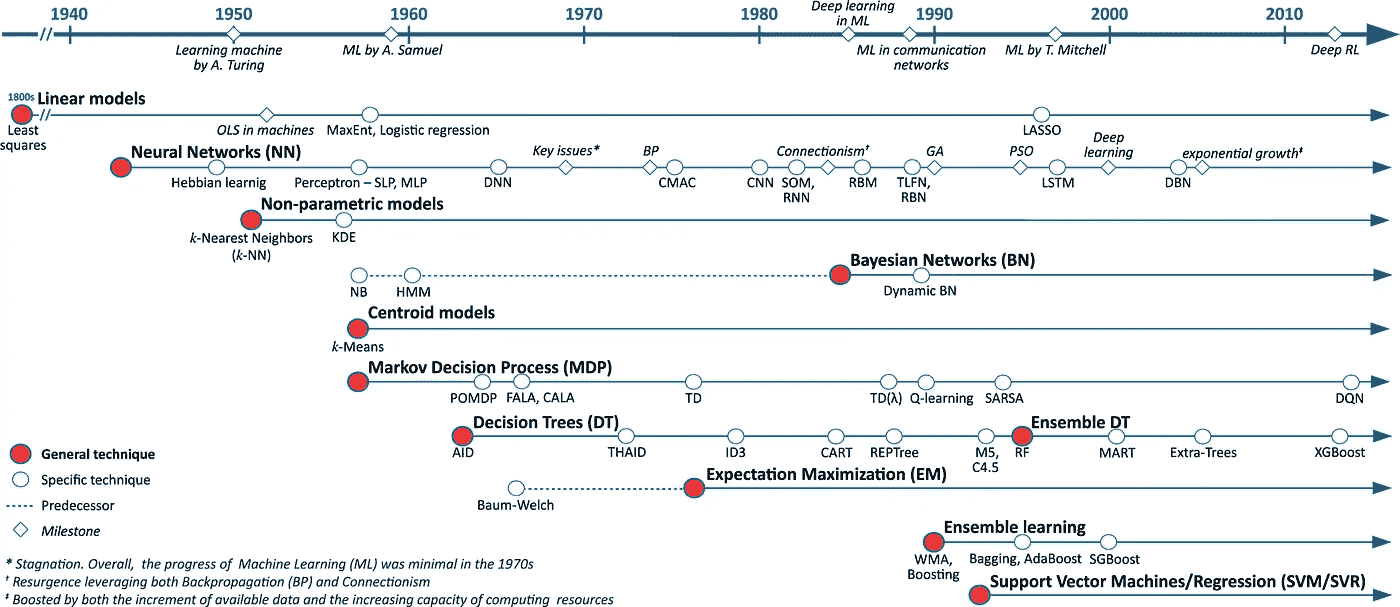 1940 1950 1960 1970 1980 1990 2000 2010
Deep learning
in ML
Learning machine
by A. Turing
ML by A. Samuel
ML in communication
networks
ML by T. Mitchell
Deep RL
1800s
Linear models
Least
squares
OLS in machines
MaxEnt, Logistic regression
LASSO
Neural Networks (NN)
Key issues*
BP
Connectionism†
GA
PSO
Deep
learning
exponential growth‡
Hebbian learnig
Perceptron – SLP, MLP
DNN
CMAC
CNN
SOM,
RNN
RBM
TLFN,
RBN
LSTM
DBN
Non-parametric models
k-Nearest Neighbors
(k-NN)
KDE
Bayesian Networks (BN)
NB
HMM
Dynamic BN
Centroid models
k-Means
Markov Decision Process (MDP)
POMDP
FALA, CALA
TD
TD(λ)
Q-learning
SARSA
DQN
Decision Trees (DT)
Ensemble DT
AID
THAID
ID3
CART
REPTree
M5,
C4.5
RF
MART
Extra-Trees
XGBoost
Expectation Maximization (EM)
Baum-Welch
Ensemble learning
WMA,
Boosting
Bagging, AdaBoost
SGBoost
Support Vector Machines/Regression (SVM/SVR)
General technique
Specific technique
Predecessor
Milestone
* Stagnation. Overall, the progress of Machine Learning (ML) was minimal in the 1970s
† Resurgence leveraging both Backpropagation (BP) and Connectionism
‡ Boosted by both the increment of available data and the increasing capacity of computing resources